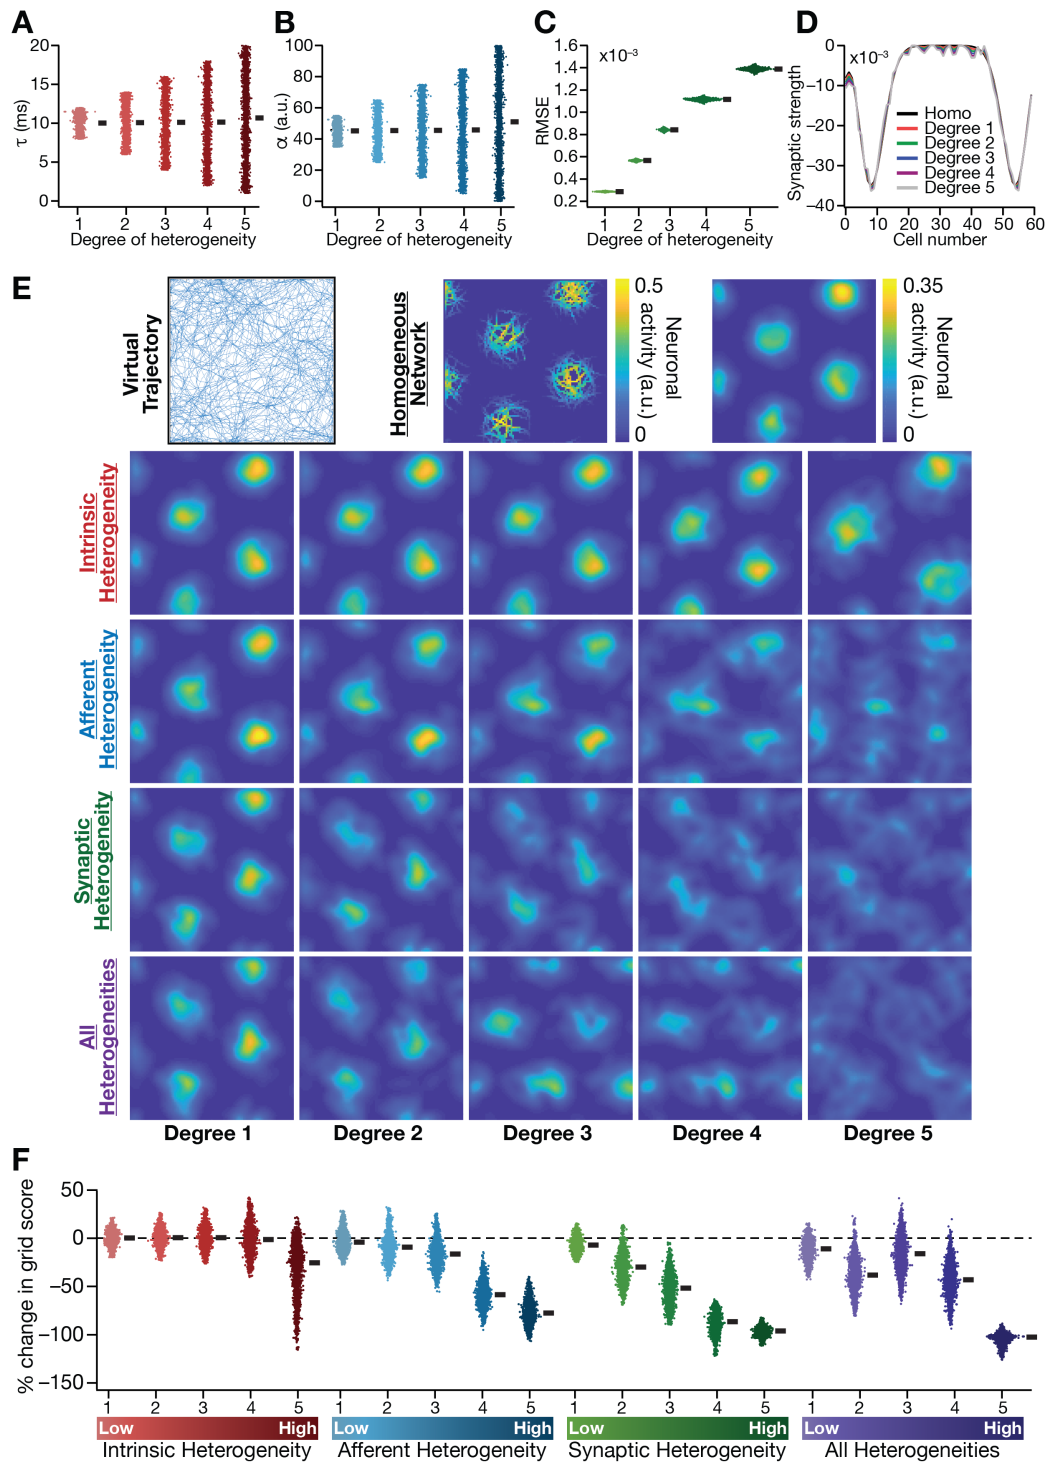 A
20
15
10
5
0
τ (ms)
1 2 3 4 5
Degree of heterogeneity
B
100
80
60
40
20
0
α (a.u.)
1 2 3 4 5
Degree of heterogeneity
C
x10⁻³
1.6
1.4
1.2
1.0
0.8
0.6
0.4
0.2
RMSE
1 2 3 4 5
Degree of heterogeneity
D
x10⁻³
0
−10
−20
−30
−40
Synaptic strength
Homo
Degree 1
Degree 2
Degree 3
Degree 4
Degree 5
0 10 20 30 40 50 60
Cell number
E
Virtual
Trajectory
Homogeneous
Network
0.5
0
Neuronal
activity (a.u.)
0.35
0
Neuronal
activity (a.u.)
Intrinsic
Heterogeneity
Afferent
Heterogeneity
Synaptic
Heterogeneity
All
Heterogeneities
Degree 1 Degree 2 Degree 3 Degree 4 Degree 5
F
50
0
−50
−100
−150
% change in grid score
1 2 3 4 5 1 2 3 4 5 1 2 3 4 5 1 2 3 4 5
Low High Low High Low High Low High
Intrinsic Heterogeneity Afferent Heterogeneity Synaptic Heterogeneity All Heterogeneities